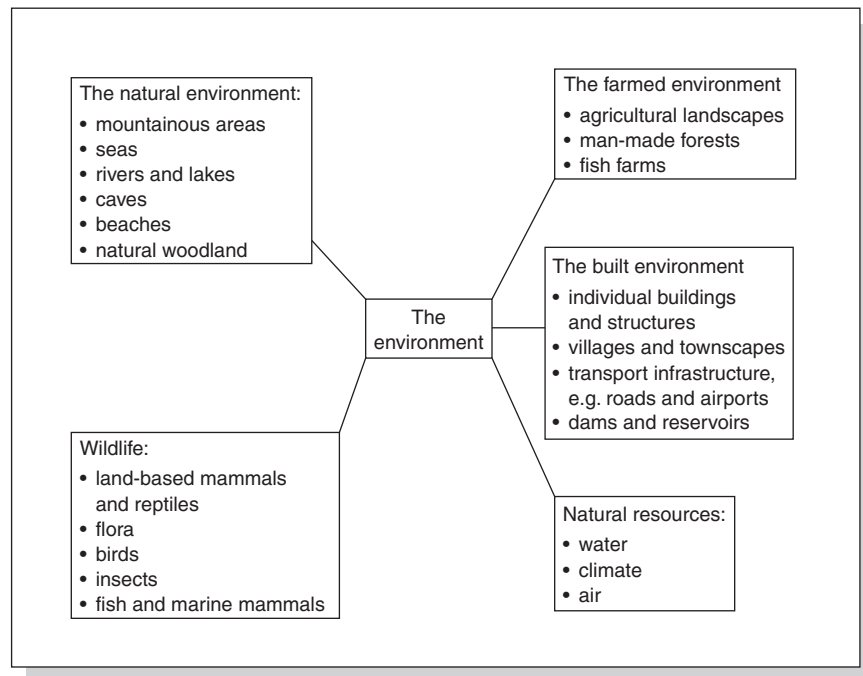 The natural environment:
• mountainous areas
• seas
• rivers and lakes
• caves
• beaches
• natural woodland
The farmed environment
• agricultural landscapes
• man-made forests
• fish farms
The built environment
• individual buildings
and structures
• villages and townscapes
• transport infrastructure,
e.g. roads and airports
• dams and reservoirs
The
environment
Wildlife:
• land-based mammals
and reptiles
• flora
• birds
• insects
• fish and marine mammals
Natural resources:
• water
• climate
• air